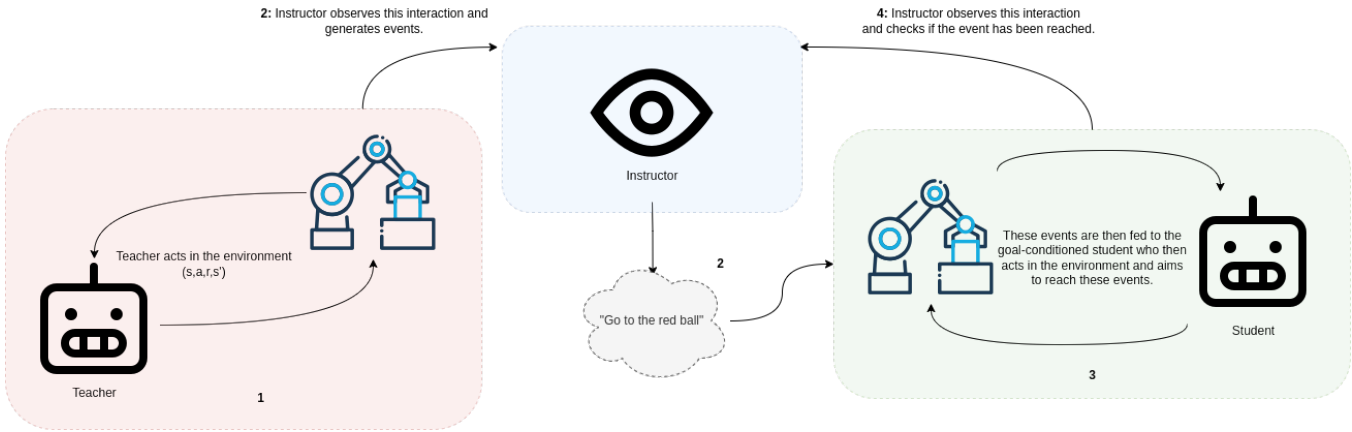 2: Instructor observes this interaction and
generates events.
4: Instructor observes this interaction
and checks if the event has been reached.
Instructor
Teacher acts in the environment
(s,a,r,s')
Teacher
1
2
"Go to the red ball"
These events are then fed to the
goal-conditioned student who then
acts in the environment and aims
to reach these events.
Student
3